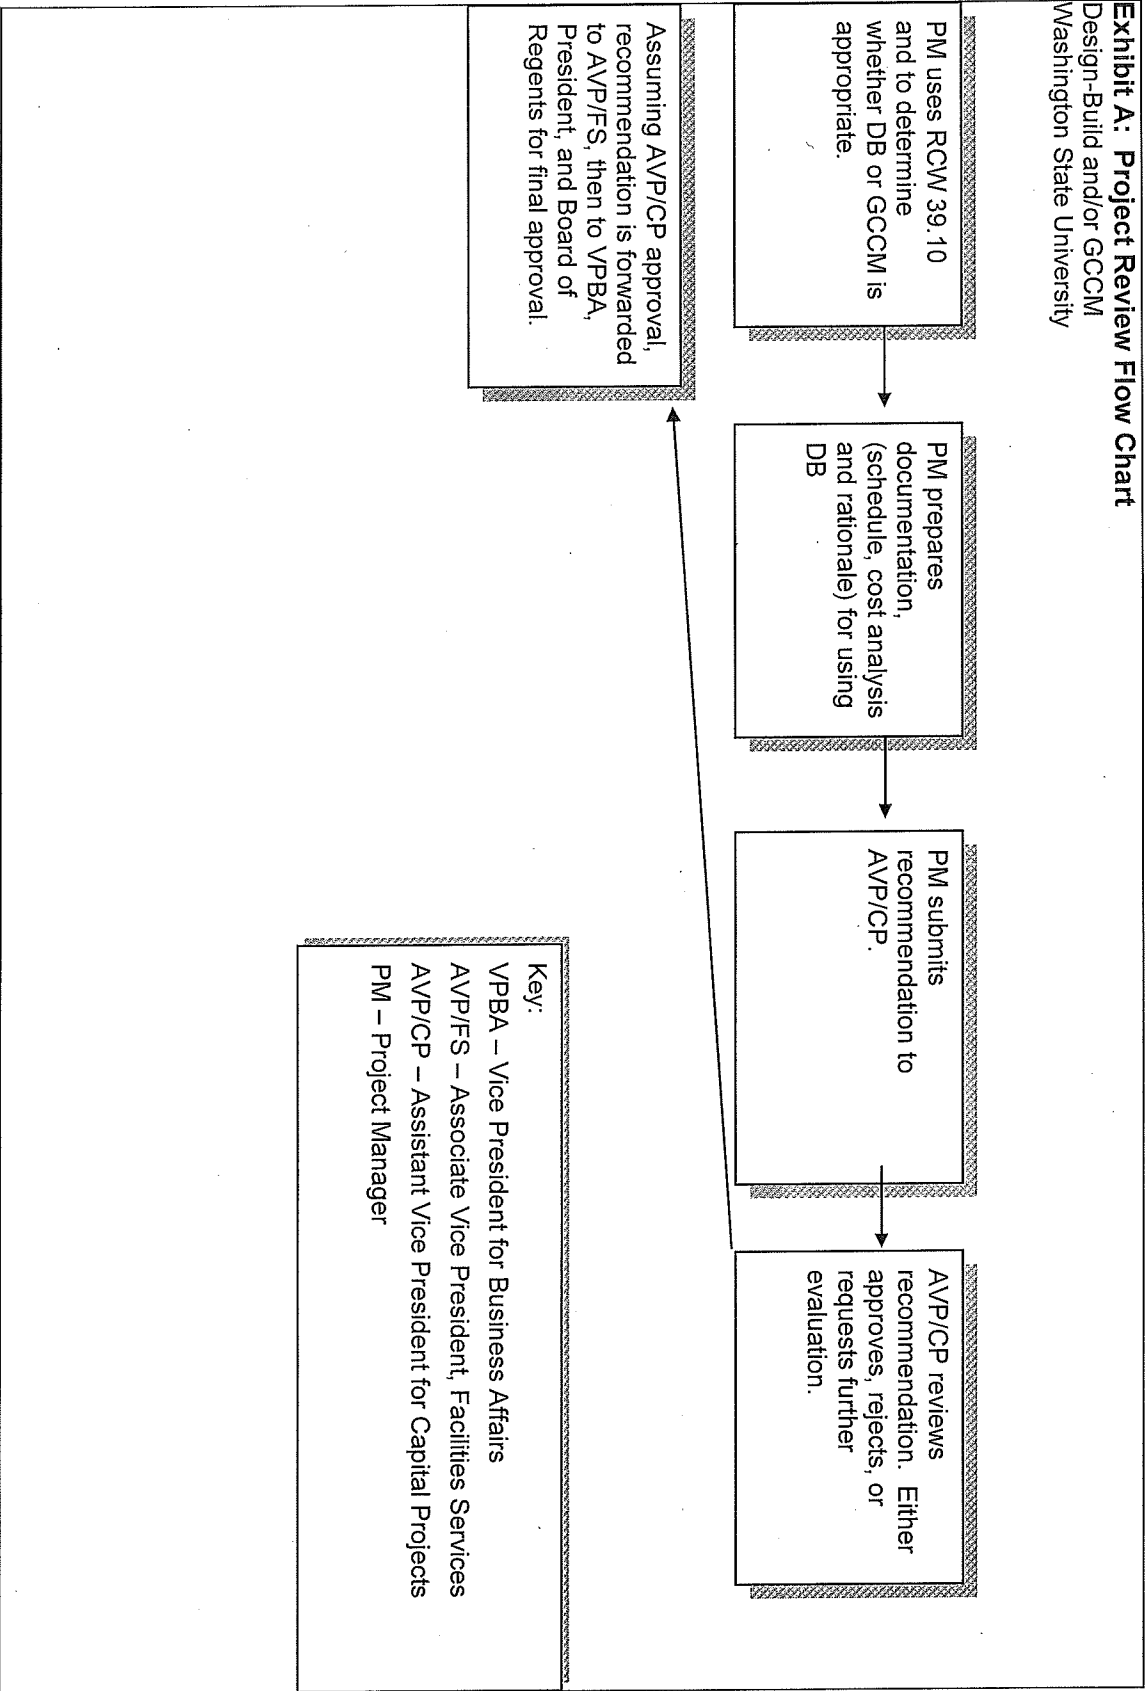 Exhibit A:  Project Review Flow Chart
Design-Build and/or GCCM
Washington State University
PM uses RCW 39.10
and to determine
whether DB or GCCM is
appropriate.
PM prepares
documentation,
(schedule, cost analysis
and rationale) for using
DB
PM submits
recommendation to
AVP/CP.
AVP/CP reviews
recommendation.  Either
approves, rejects, or
requests further
evaluation.
Assuming AVP/CP approval,
recommendation is forwarded
to AVP/FS, then to VPBA,
President, and Board of
Regents for final approval.
Key:
VPBA – Vice President for Business Affairs
AVP/FS – Associate Vice President, Facilities Services
AVP/CP – Assistant Vice President for Capital Projects
PM – Project Manager